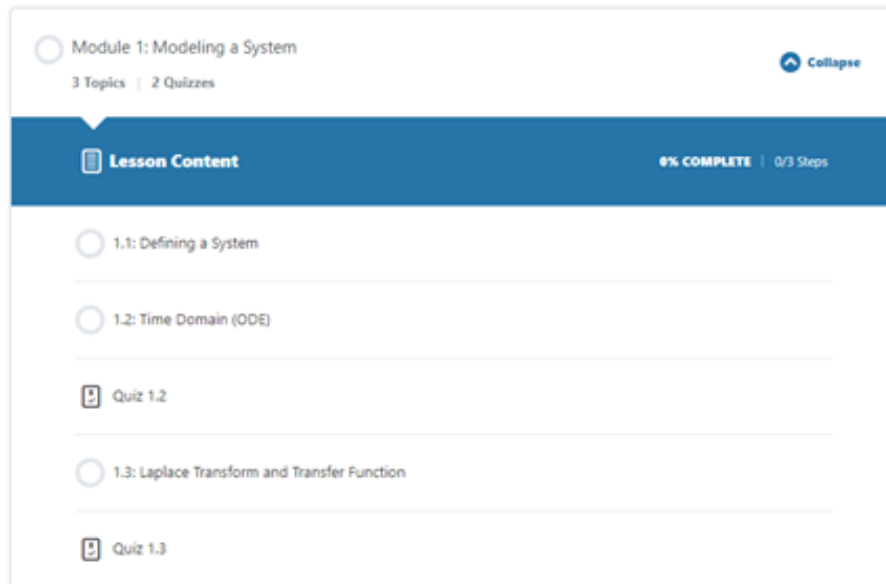 Module 1: Modeling a System
3 Topics | 2 Quizzes
Collapse
Lesson Content
0% COMPLETE | 0/3 Steps
1.1: Defining a System
1.2: Time Domain (ODE)
Quiz 1.2
1.3: Laplace Transform and Transfer Function
Quiz 1.3